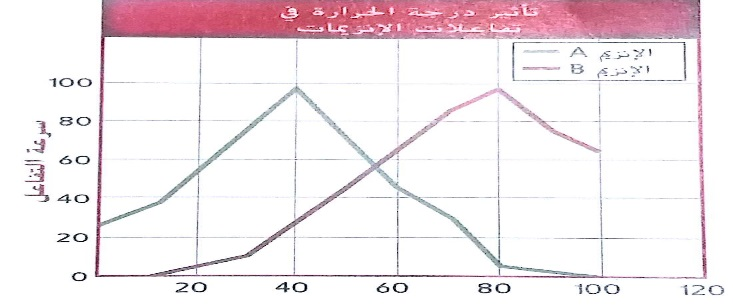 تأثير درجة الحرارة في
تفاعلات الإنزيمات
الإنزيم A
الإنزيم B
سرعة التفاعل
100
80
60
40
20
0
20 40 60 80 100 120